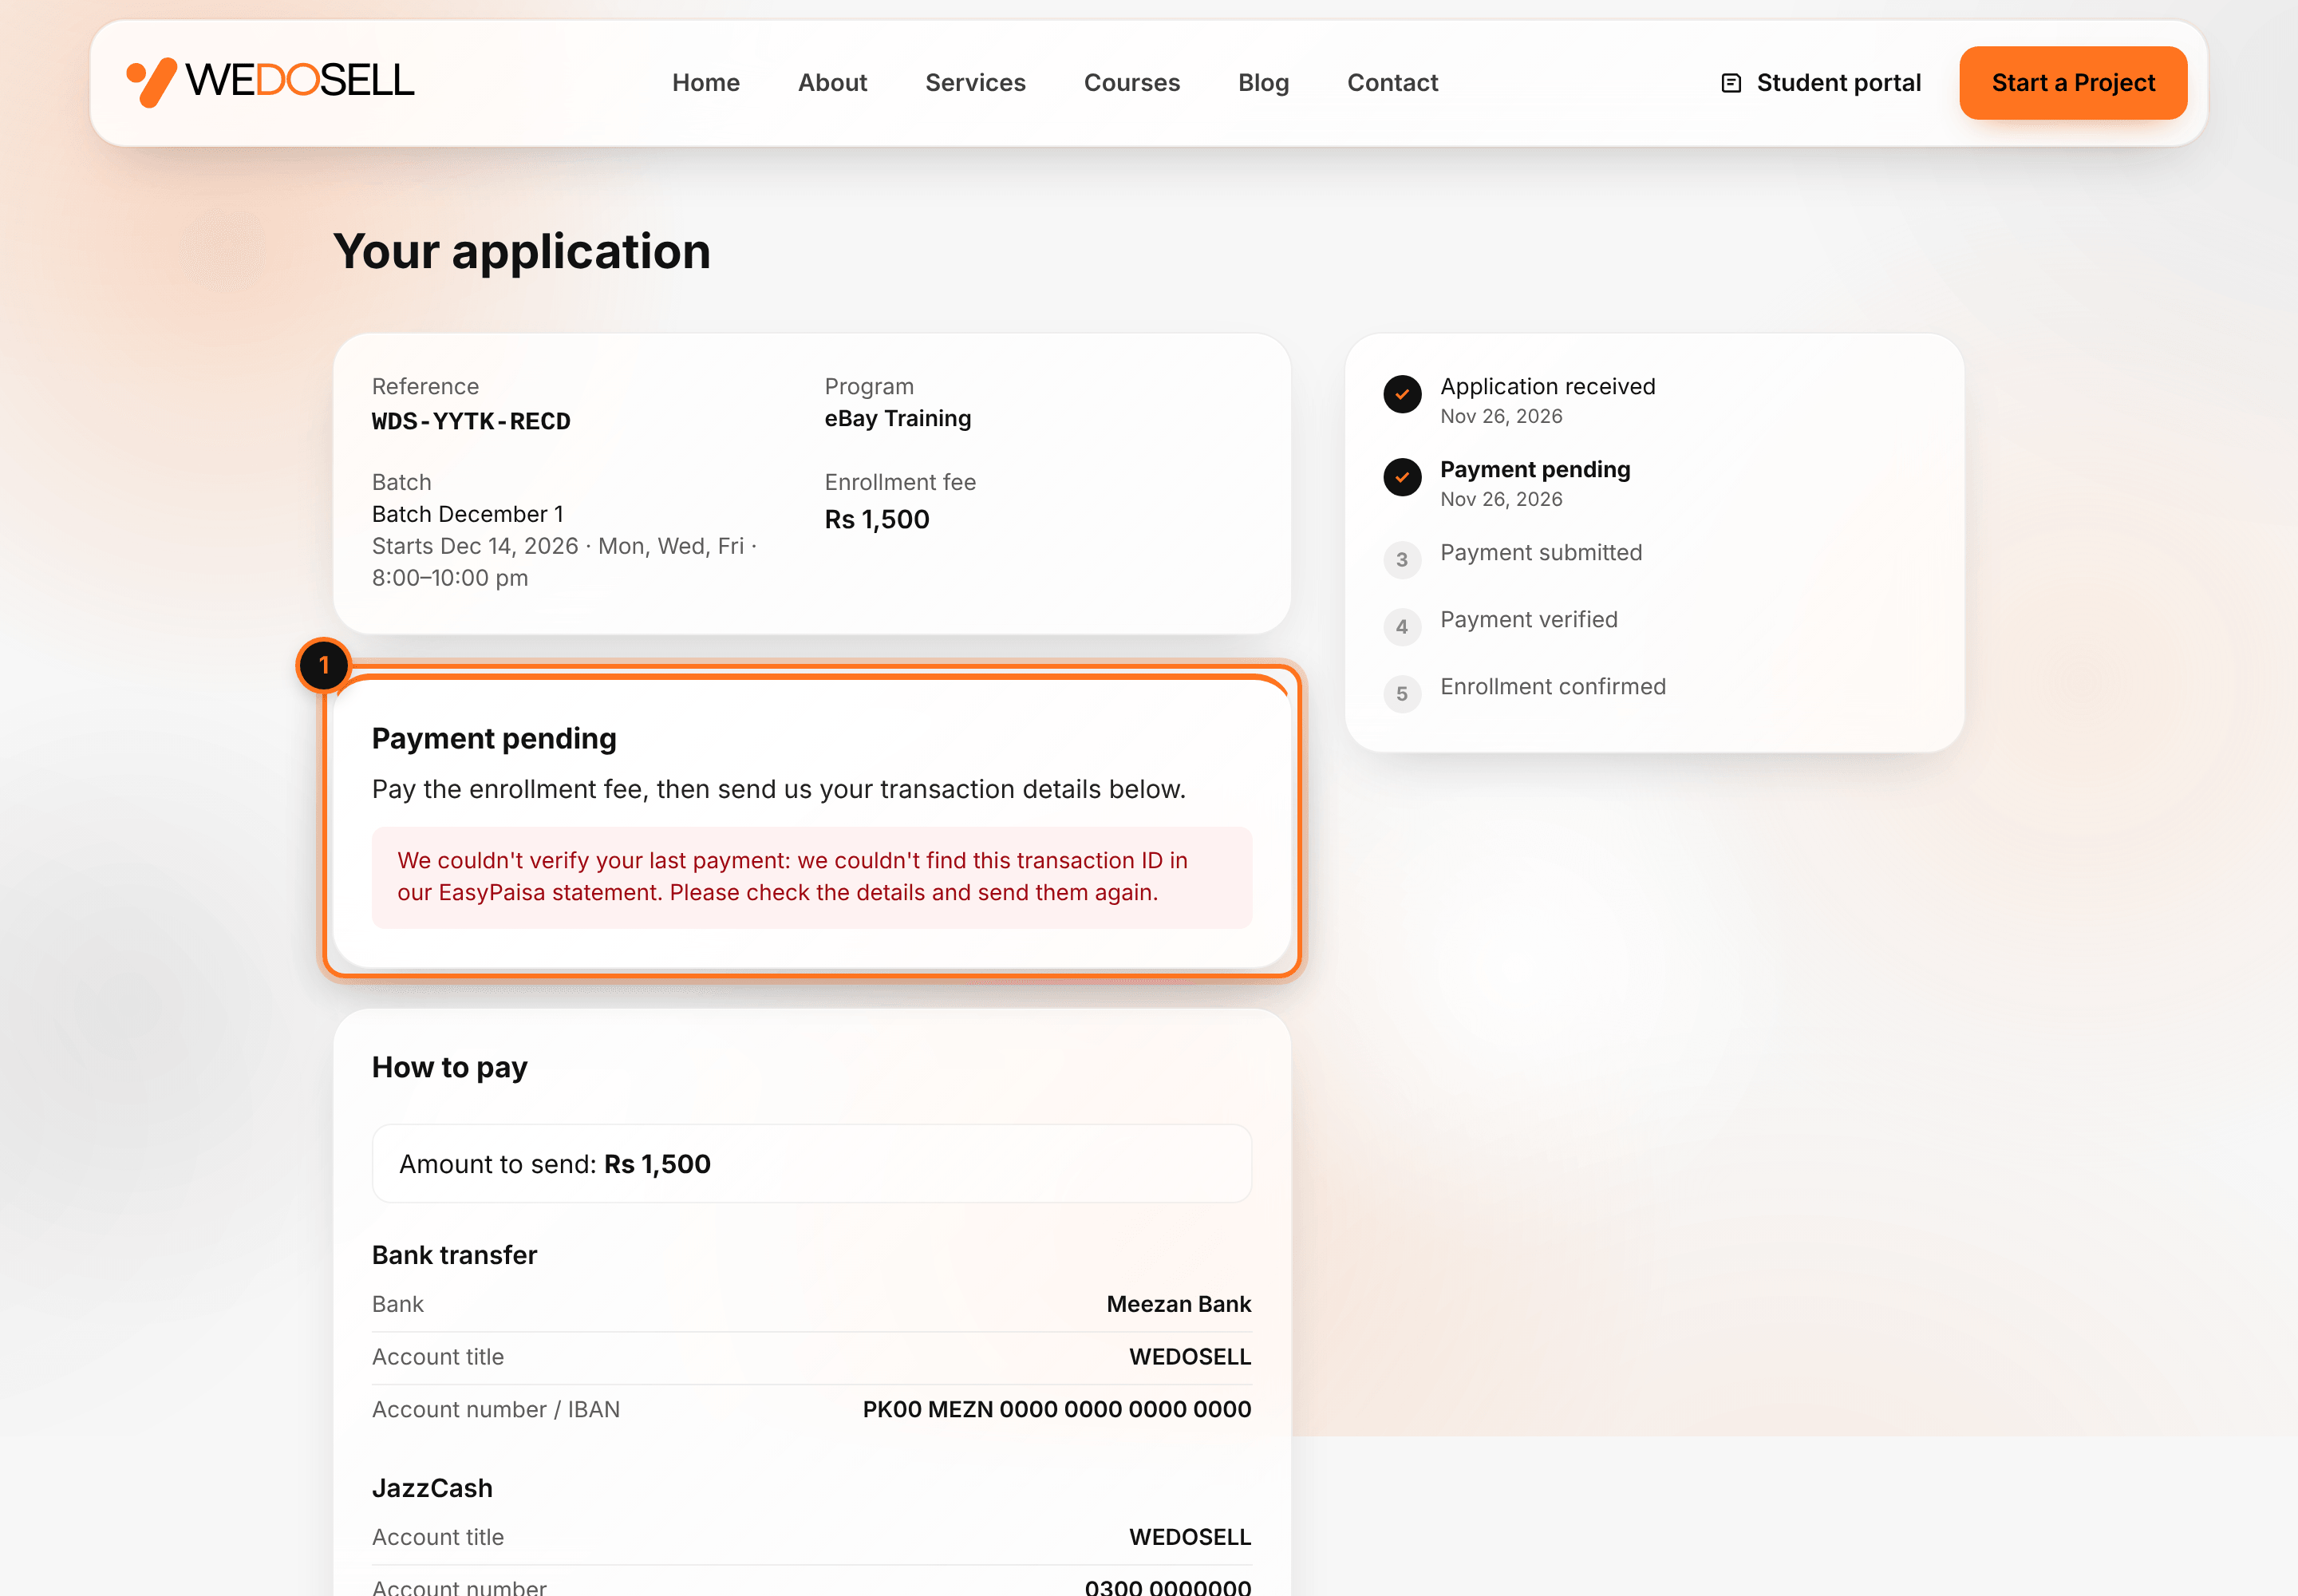 WEDOSELL
Home
About
Services
Courses
Blog
Contact
Student portal
Start a Project
Your application
Reference
WDS-YYTK-RECD
Program
eBay Training
Batch
Batch December 1
Starts Dec 14, 2026 · Mon, Wed, Fri ·
8:00–10:00 pm
Enrollment fee
Rs 1,500
Application received
Nov 26, 2026
Payment pending
Nov 26, 2026
3
Payment submitted
4
Payment verified
5
Enrollment confirmed
1
Payment pending
Pay the enrollment fee, then send us your transaction details below.
We couldn't verify your last payment: we couldn't find this transaction ID in
our EasyPaisa statement. Please check the details and send them again.
How to pay
Amount to send: Rs 1,500
Bank transfer
Bank
Meezan Bank
Account title
WEDOSELL
Account number / IBAN
PK00 MEZN 0000 0000 0000 0000
JazzCash
Account title
WEDOSELL
Account number
0300 0000000